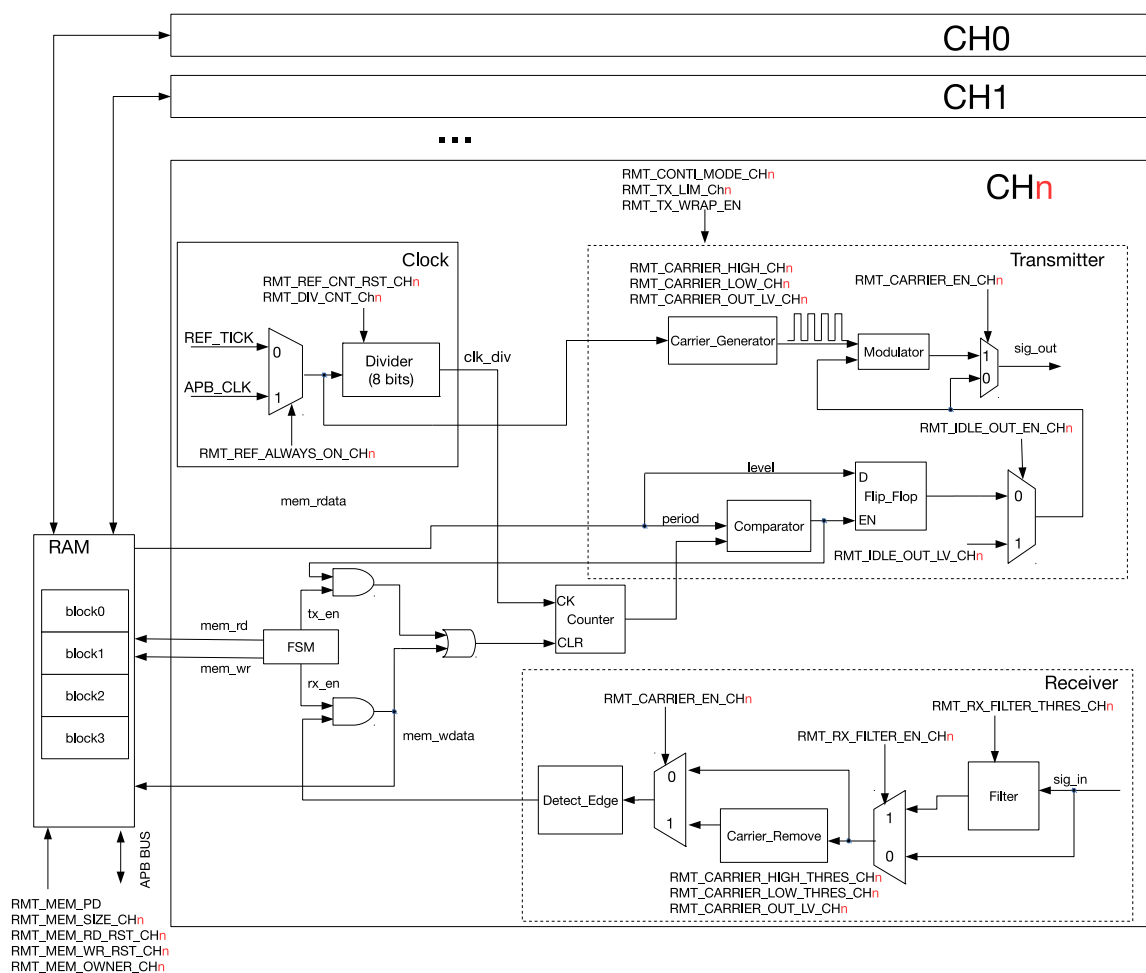 CH0
CH1
...
CHn
RMT_CONTI_MODE_CHn
RMT_TX_LIM_Chn
RMT_TX_WRAP_EN
Clock
RMT_REF_CNT_RST_CHn
RMT_DIV_CNT_Chn
REF_TICK
0
APB_CLK
1
Divider
(8 bits)
clk_div
RMT_REF_ALWAYS_ON_CHn
Transmitter
RMT_CARRIER_HIGH_CHn
RMT_CARRIER_LOW_CHn
RMT_CARRIER_OUT_LV_CHn
RMT_CARRIER_EN_CHn
Carrier_Generator
Modulator
1
0
sig_out
RMT_IDLE_OUT_EN_CHn
level
D
Flip_Flop
EN
0
1
period
Comparator
RMT_IDLE_OUT_LV_CHn
mem_rdata
RAM
block0
block1
block2
block3
mem_rd
mem_wr
tx_en
FSM
rx_en
CK
Counter
CLR
mem_wdata
Receiver
RMT_CARRIER_EN_CHn
RMT_RX_FILTER_THRES_CHn
RMT_RX_FILTER_EN_CHn
sig_in
Filter
0
1
Detect_Edge
Carrier_Remove
1
0
RMT_CARRIER_HIGH_THRES_CHn
RMT_CARRIER_LOW_THRES_CHn
RMT_CARRIER_OUT_LV_CHn
APB BUS
RMT_MEM_PD
RMT_MEM_SIZE_CHn
RMT_MEM_RD_RST_CHn
RMT_MEM_WR_RST_CHn
RMT_MEM_OWNER_CHn